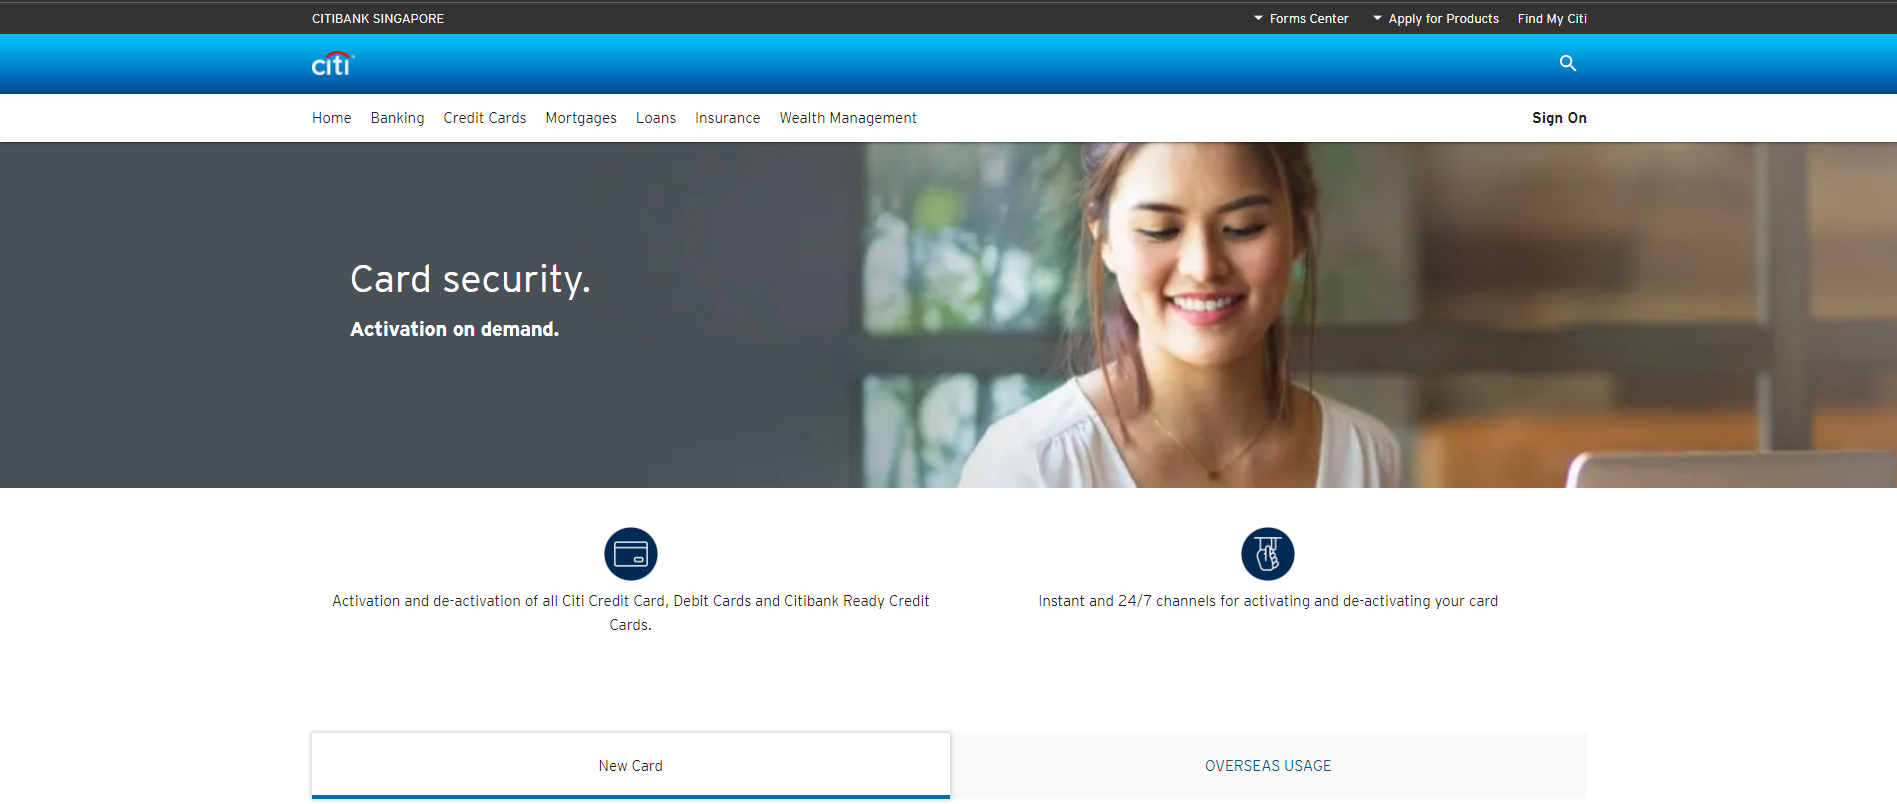 CITIBANK SINGAPORE
Forms Center
Apply for Products
Find My Citi
citi
Home
Banking
Credit Cards
Mortgages
Loans
Insurance
Wealth Management
Sign On
Card security.
Activation on demand.
Activation and de-activation of all Citi Credit Card, Debit Cards and Citibank Ready Credit
Cards.
Instant and 24/7 channels for activating and de-activating your card
New Card
OVERSEAS USAGE